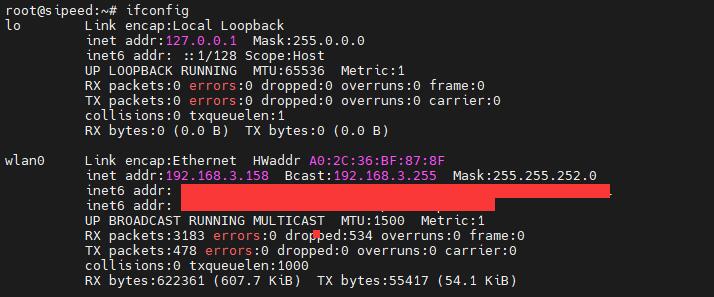 root@sipeed:~# ifconfig
lo Link encap:Local Loopback
inet addr:127.0.0.1 Mask:255.0.0.0
inet6 addr: ::1/128 Scope:Host
UP LOOPBACK RUNNING MTU:65536 Metric:1
RX packets:0 errors:0 dropped:0 overruns:0 frame:0
TX packets:0 errors:0 dropped:0 overruns:0 carrier:0
collisions:0 txqueuelen:1
RX bytes:0 (0.0 B) TX bytes:0 (0.0 B)
wlan0 Link encap:Ethernet HWaddr A0:2C:36:BF:87:8F
inet addr:192.168.3.158 Bcast:192.168.3.255 Mask:255.255.252.0
inet6 addr:
inet6 addr:
UP BROADCAST RUNNING MULTICAST MTU:1500 Metric:1
RX packets:3183 errors:0 dropped:534 overruns:0 frame:0
TX packets:478 errors:0 dropped:0 overruns:0 carrier:0
collisions:0 txqueuelen:1000
RX bytes:622361 (607.7 KiB) TX bytes:55417 (54.1 KiB)